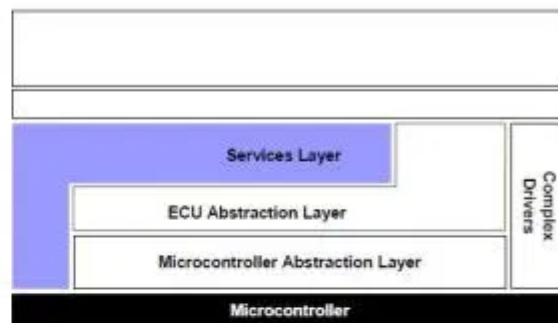 Services Layer
ECU Abstraction Layer
Microcontroller Abstraction Layer
Complex
Drivers
Microcontroller